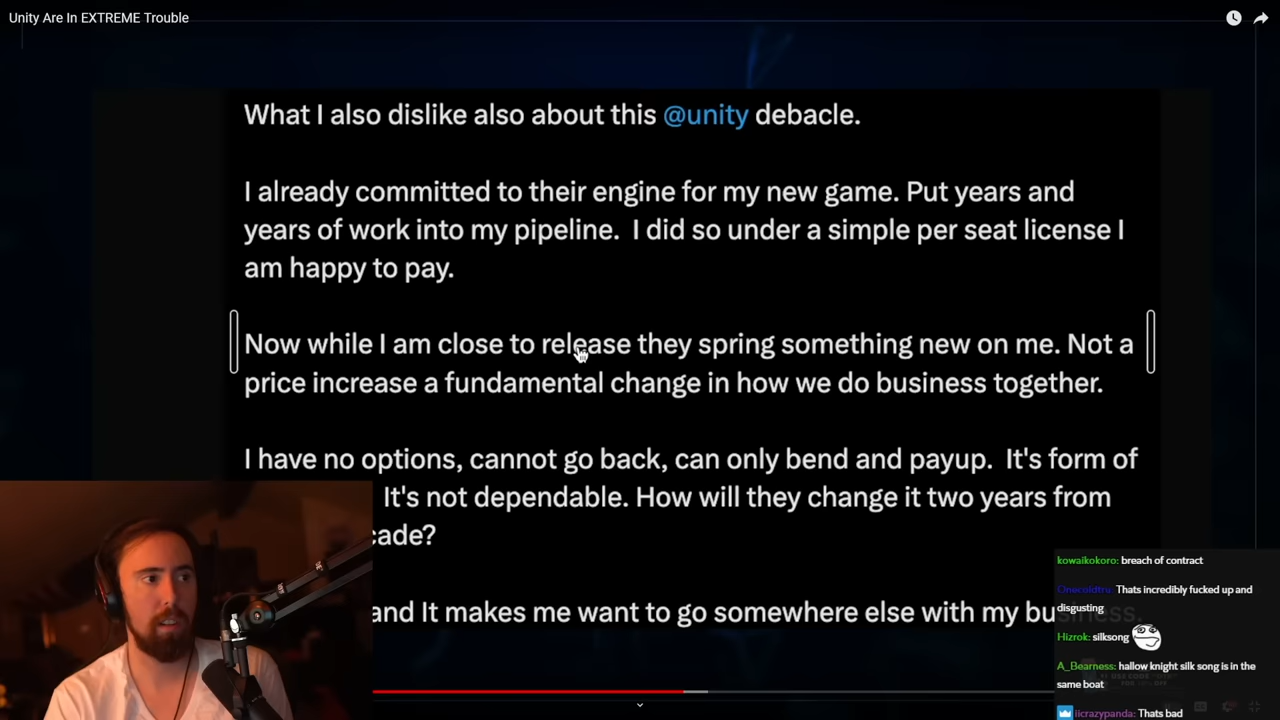 Unity Are In EXTREME Trouble
What I also dislike also about this @unity debacle.
I already committed to their engine for my new game. Put years and
years of work into my pipeline. I did so under a simple per seat license I
am happy to pay.
Now while I am close to release they spring something new on me. Not a
price increase a fundamental change in how we do business together.
I have no options, cannot go back, can only bend and payup. It's form of
It's not dependable. How will they change it two years from
cade?
and It makes me want to go somewhere else with my business.
kowaikokoro: breach of contract
Onecoldtru: Thats incredibly fucked up and
disgusting
Hizrok: silksong
A_Bearness: hallow knight silk song is in the
same boat
iicrazypanda: Thats bad